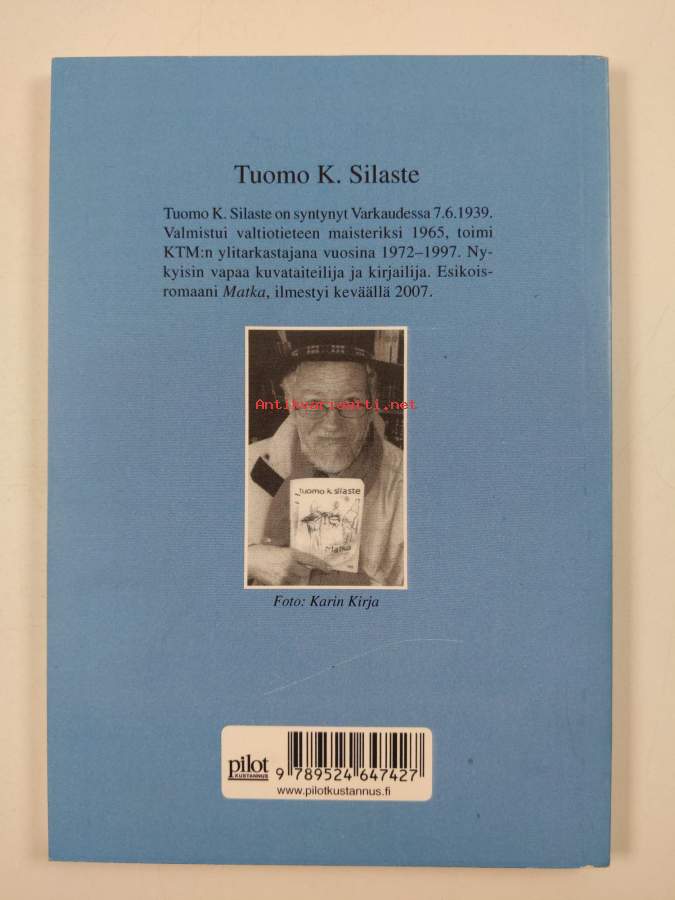 Tuomo K. Silaste
Tuomo K. Silaste on syntynyt Varkaudessa 7.6.1939.
Valmistui valtiotieteen maisteriksi 1965, toimi
KTM:n ylitarkastajana vuosina 1972–1997. Ny-
kyisin vapaa kuvataiteilija ja kirjailija. Esikois-
romaani Matka, ilmestyi keväällä 2007.
Antikvariaatti.net
tuomo k. silaste
Matka
Foto: Karin Kirja
pilot
KUSTANNUS
9 789524 647427
www.pilotkustannus.fi